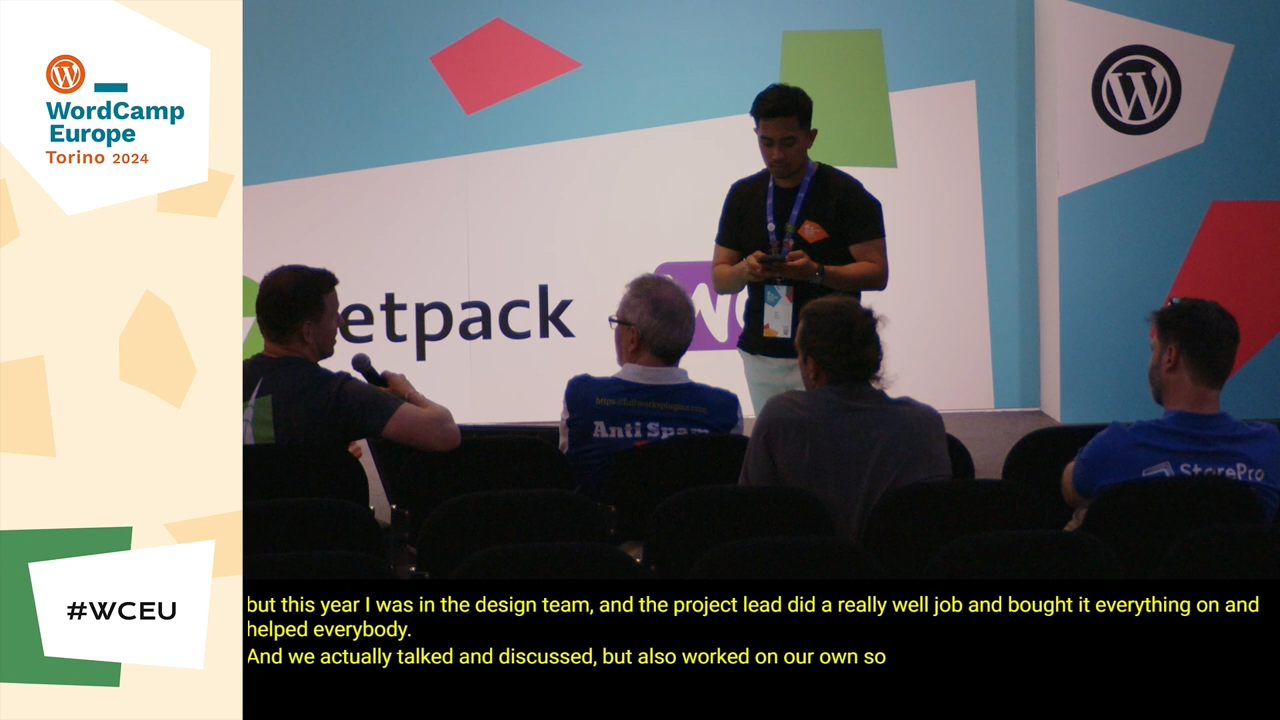 WordCamp
Europe
Torino 2024
etpack
https://fullworksplugins.com
Anti Spam
StorePro
#WCEU
but this year I was in the design team, and the project lead did a really well job and bought it everything on and
helped everybody.
And we actually talked and discussed, but also worked on our own so